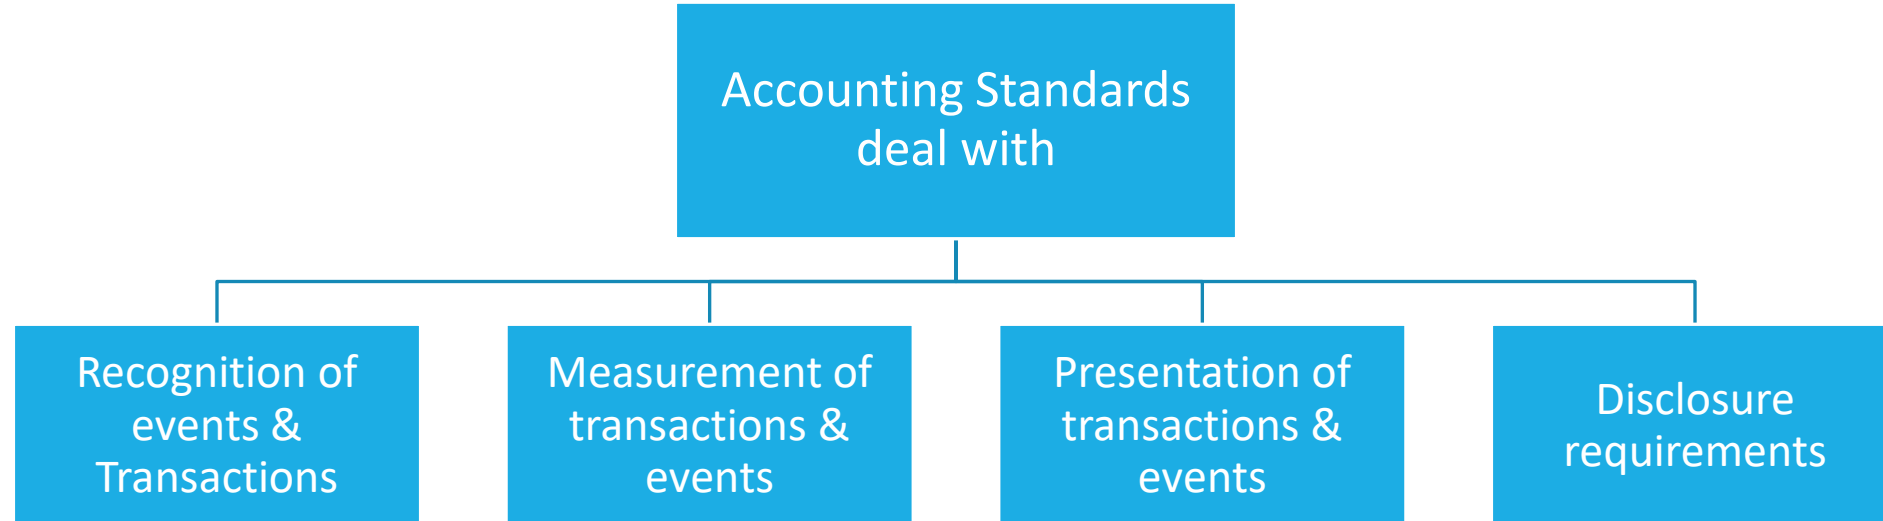 Accounting Standards
deal with
Recognition of
events &
Transactions
Measurement of
transactions &
events
Presentation of
transactions &
events
Disclosure
requirements